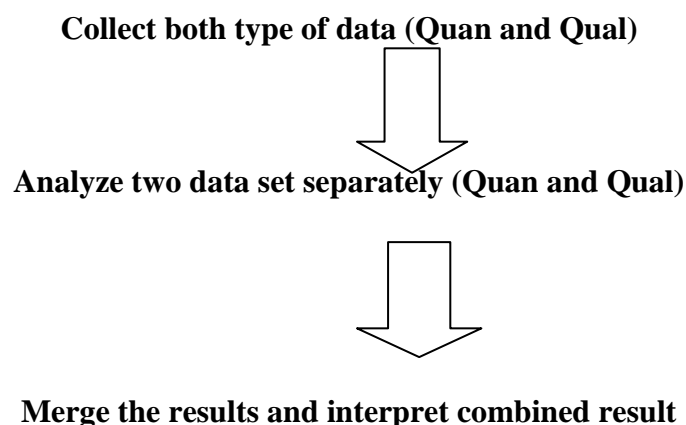 Collect both type of data (Quan and Qual)
Analyze two data set separately (Quan and Qual)
Merge the results and interpret combined result